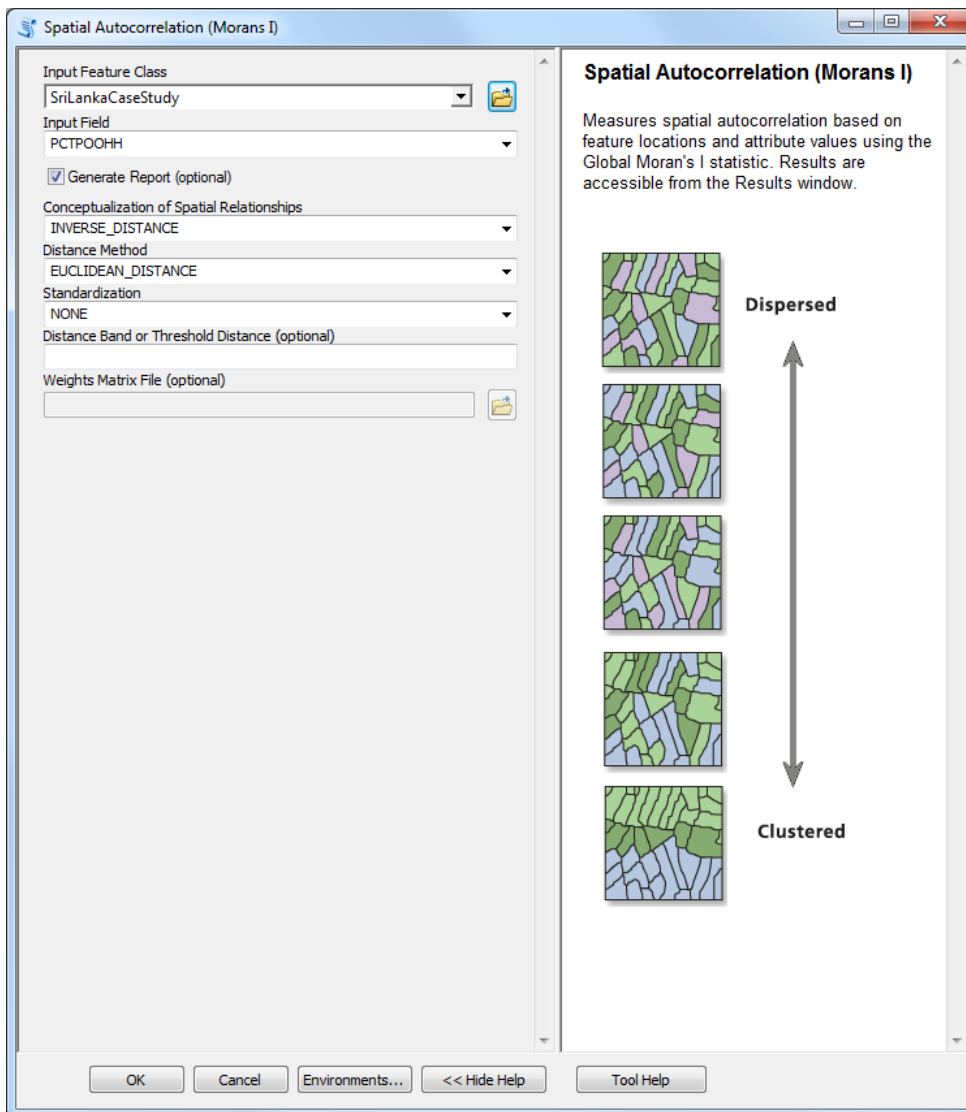 Spatial Autocorrelation (Morans I)
Input Feature Class
SriLankaCaseStudy
Input Field
PCTPOOHH
Generate Report (optional)
Conceptualization of Spatial Relationships
INVERSE_DISTANCE
Distance Method
EUCLIDEAN_DISTANCE
Standardization
NONE
Distance Band or Threshold Distance (optional)
Weights Matrix File (optional)
Spatial Autocorrelation (Morans I)
Measures spatial autocorrelation based on
feature locations and attribute values using the
Global Moran's I statistic. Results are
accessible from the Results window.
Dispersed
Clustered
OK
Cancel
Environments...
<< Hide Help
Tool Help